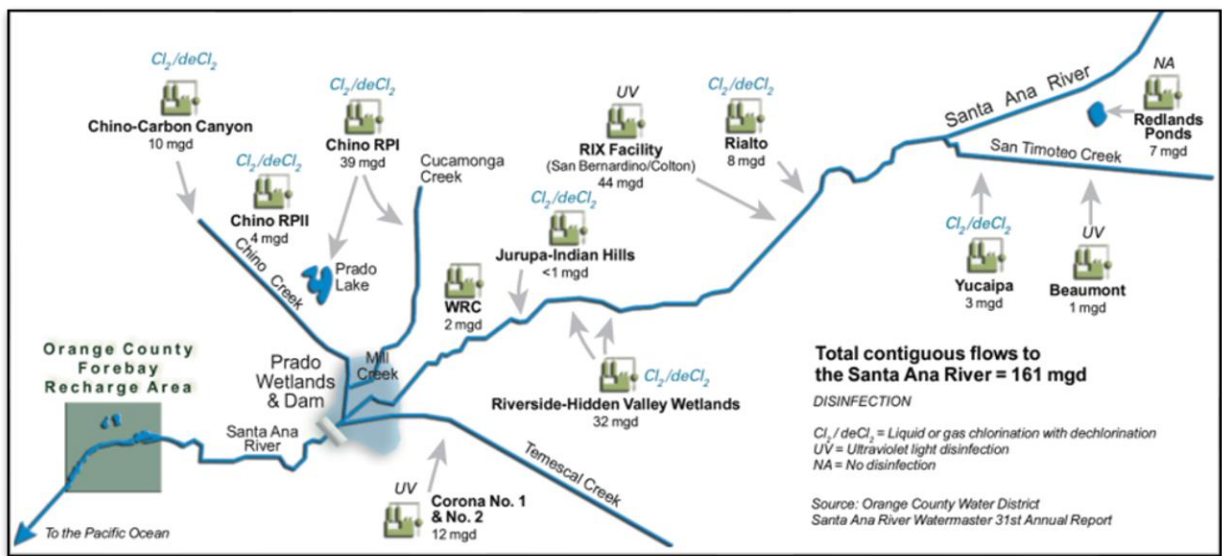 Cl2/deCl2
Chino-Carbon Canyon
10 mgd
Cl2/deCl2
Chino RPI
39 mgd
Cl2/deCl2
Chino RPII
4 mgd
Cucamonga
Creek
Chino Creek
Prado
Lake
UV
RIX Facility
(San Bernardino/Colton)
44 mgd
Cl2/deCl2
Rialto
8 mgd
Santa Ana River
NA
Redlands
Ponds
7 mgd
San Timoteo Creek
Cl2/deCl2
Jurupa-Indian Hills
<1 mgd
WRC
2 mgd
Cl2/deCl2
Yucaipa
3 mgd
UV
Beaumont
1 mgd
Orange County
Forebay
Recharge Area
Prado
Wetlands
& Dam
Mill
Creek
Cl2/deCl2
Riverside-Hidden Valley Wetlands
32 mgd
Santa Ana
River
Temescal Creek
UV
Corona No. 1
& No. 2
12 mgd
To the Pacific Ocean
Total contiguous flows to
the Santa Ana River = 161 mgd
DISINFECTION
Cl2 / deCl2 = Liquid or gas chlorination with dechlorination
UV = Ultraviolet light disinfection
NA = No disinfection
Source: Orange County Water District
Santa Ana River Watermaster 31st Annual Report